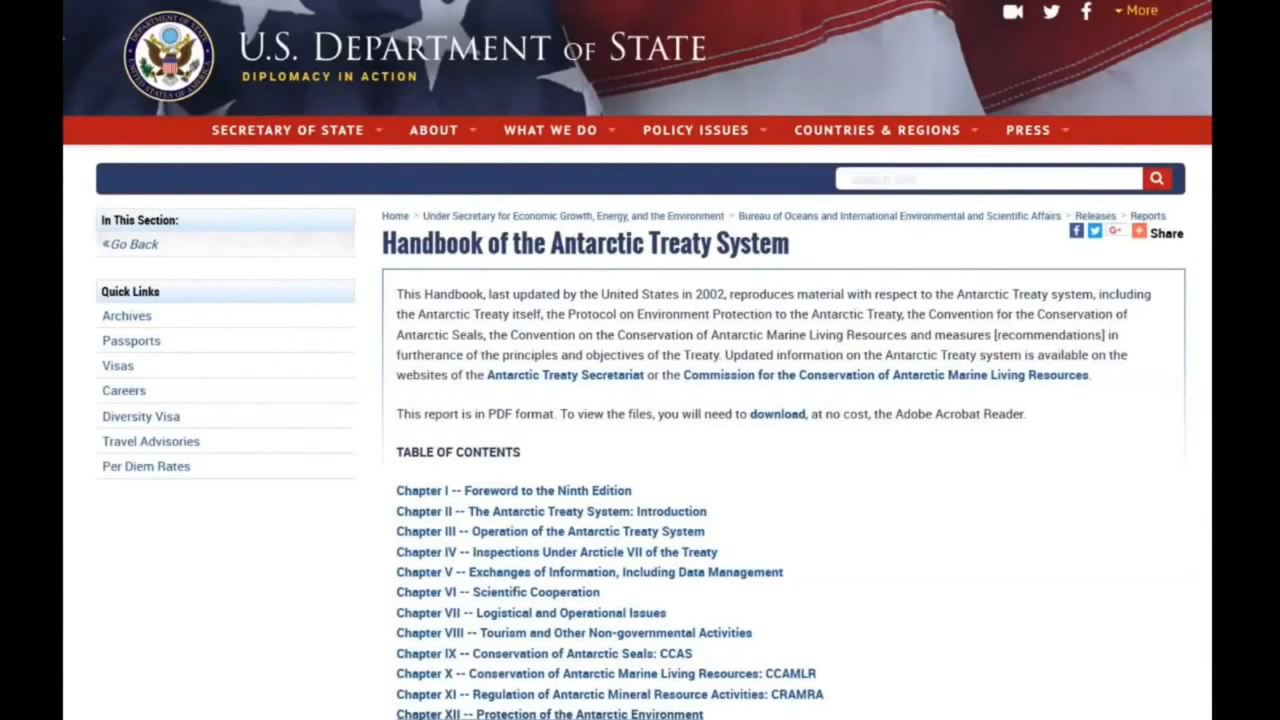 U.S. DEPARTMENT OF STATE
DIPLOMACY IN ACTION
More
SECRETARY OF STATE ABOUT WHAT WE DO POLICY ISSUES COUNTRIES & REGIONS PRESS
In This Section:
«Go Back
Quick Links
Archives
Passports
Visas
Careers
Diversity Visa
Travel Advisories
Per Diem Rates
Home > Under Secretary for Economic Growth, Energy, and the Environment > Bureau of Oceans and International Environmental and Scientific Affairs > Releases > Reports
Share
Handbook of the Antarctic Treaty System
This Handbook, last updated by the United States in 2002, reproduces material with respect to the Antarctic Treaty system, including
the Antarctic Treaty itself, the Protocol on Environment Protection to the Antarctic Treaty, the Convention for the Conservation of
Antarctic Seals, the Convention on the Conservation of Antarctic Marine Living Resources and measures [recommendations] in
furtherance of the principles and objectives of the Treaty. Updated information on the Antarctic Treaty system is available on the
websites of the Antarctic Treaty Secretariat or the Commission for the Conservation of Antarctic Marine Living Resources.
This report is in PDF format. To view the files, you will need to download, at no cost, the Adobe Acrobat Reader.
TABLE OF CONTENTS
Chapter I -- Foreword to the Ninth Edition
Chapter II -- The Antarctic Treaty System: Introduction
Chapter III -- Operation of the Antarctic Treaty System
Chapter IV -- Inspections Under Arcticle VII of the Treaty
Chapter V -- Exchanges of Information, Including Data Management
Chapter VI -- Scientific Cooperation
Chapter VII -- Logistical and Operational Issues
Chapter VIII -- Tourism and Other Non-governmental Activities
Chapter IX -- Conservation of Antarctic Seals: CCAS
Chapter X -- Conservation of Antarctic Marine Living Resources: CCAMLR
Chapter XI -- Regulation of Antarctic Mineral Resource Activities: CRAMRA
Chapter XII -- Protection of the Antarctic Environment